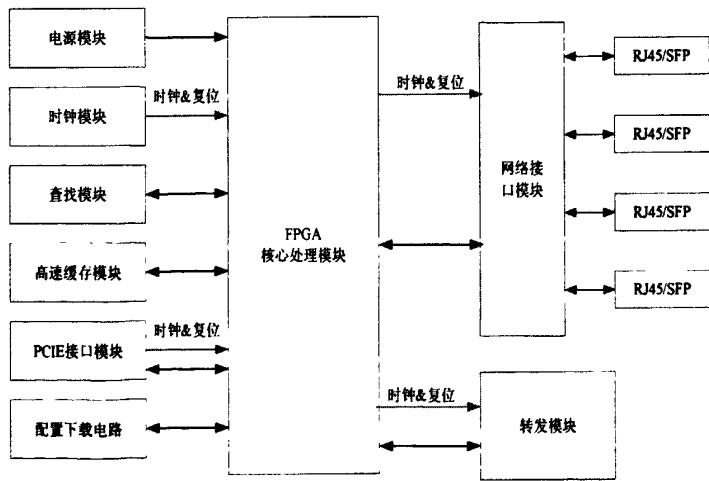 电源模块
时钟&复位
时钟模块
查找模块
高速缓存模块
时钟&复位
PCIE接口模块
配置下载电路
FPGA
核心处理模块
时钟&复位
网络接
口模块
RJ45/SFP
RJ45/SFP
RJ45/SFP
RJ45/SFP
时钟&复位
转发模块